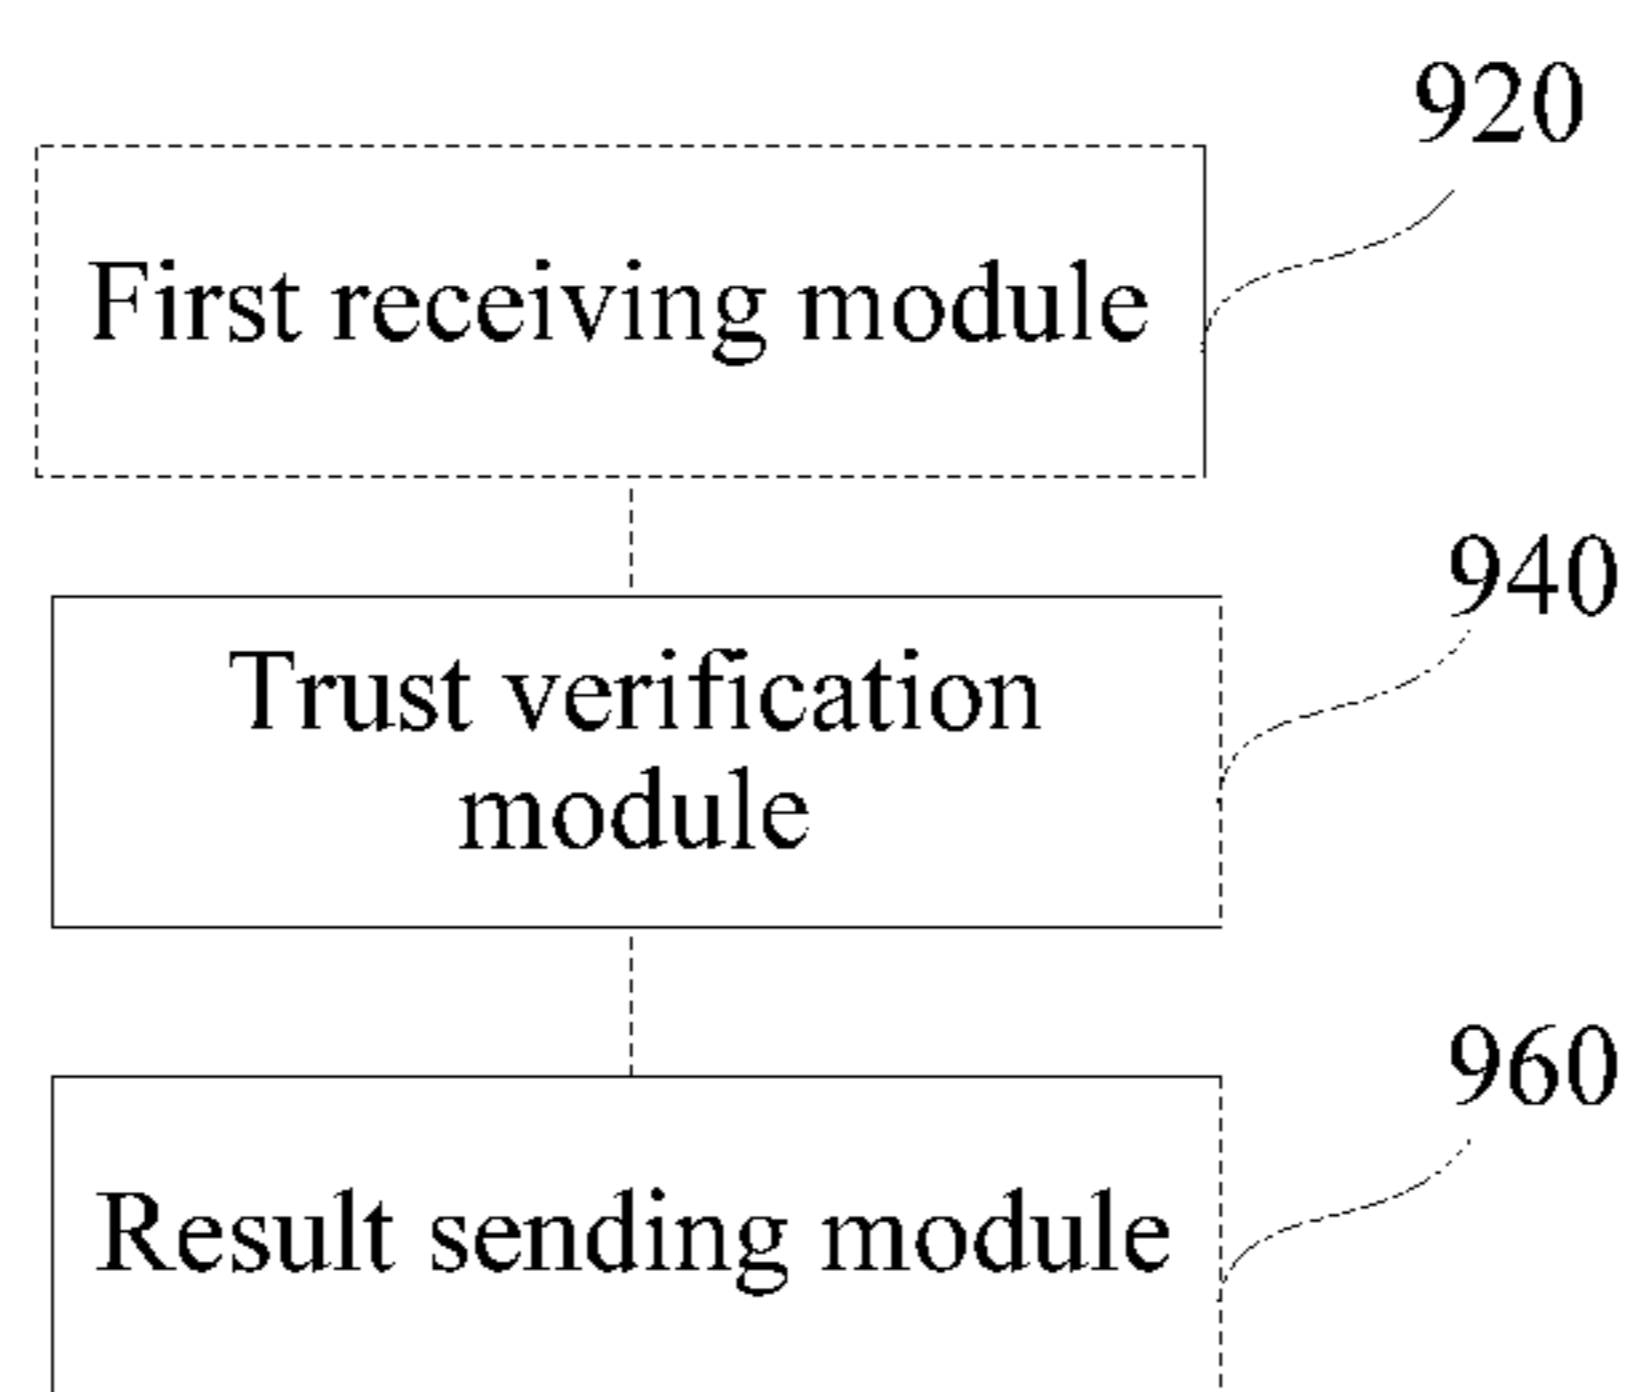 920
First receiving module
940
Trust verification
module
960
Result sending module